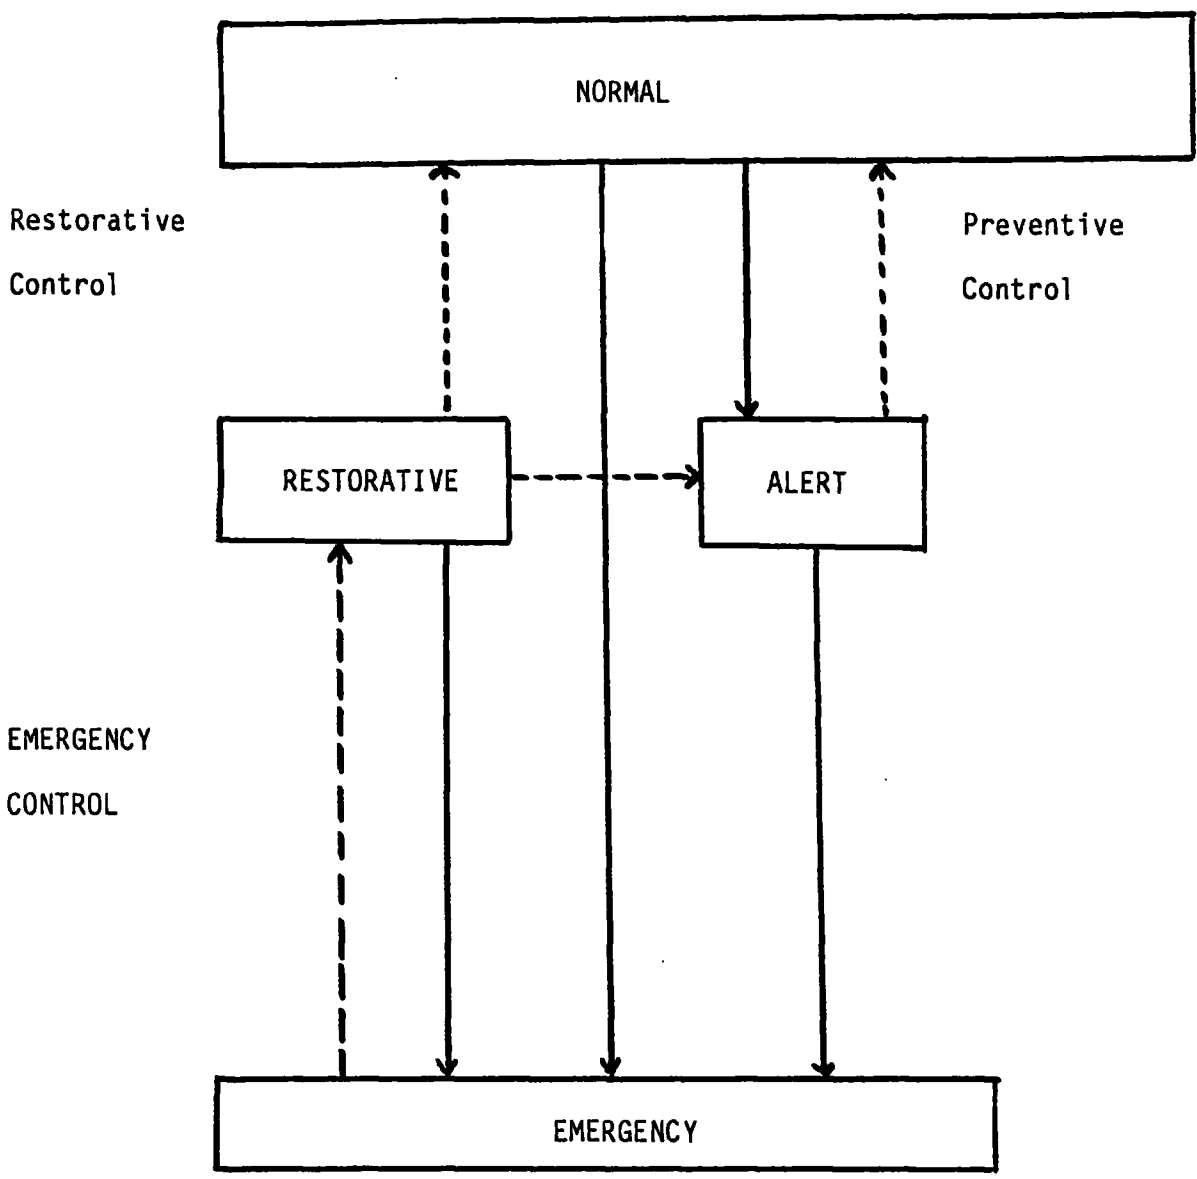 NORMAL
Restorative
Control
Preventive
Control
RESTORATIVE
ALERT
EMERGENCY
CONTROL
EMERGENCY